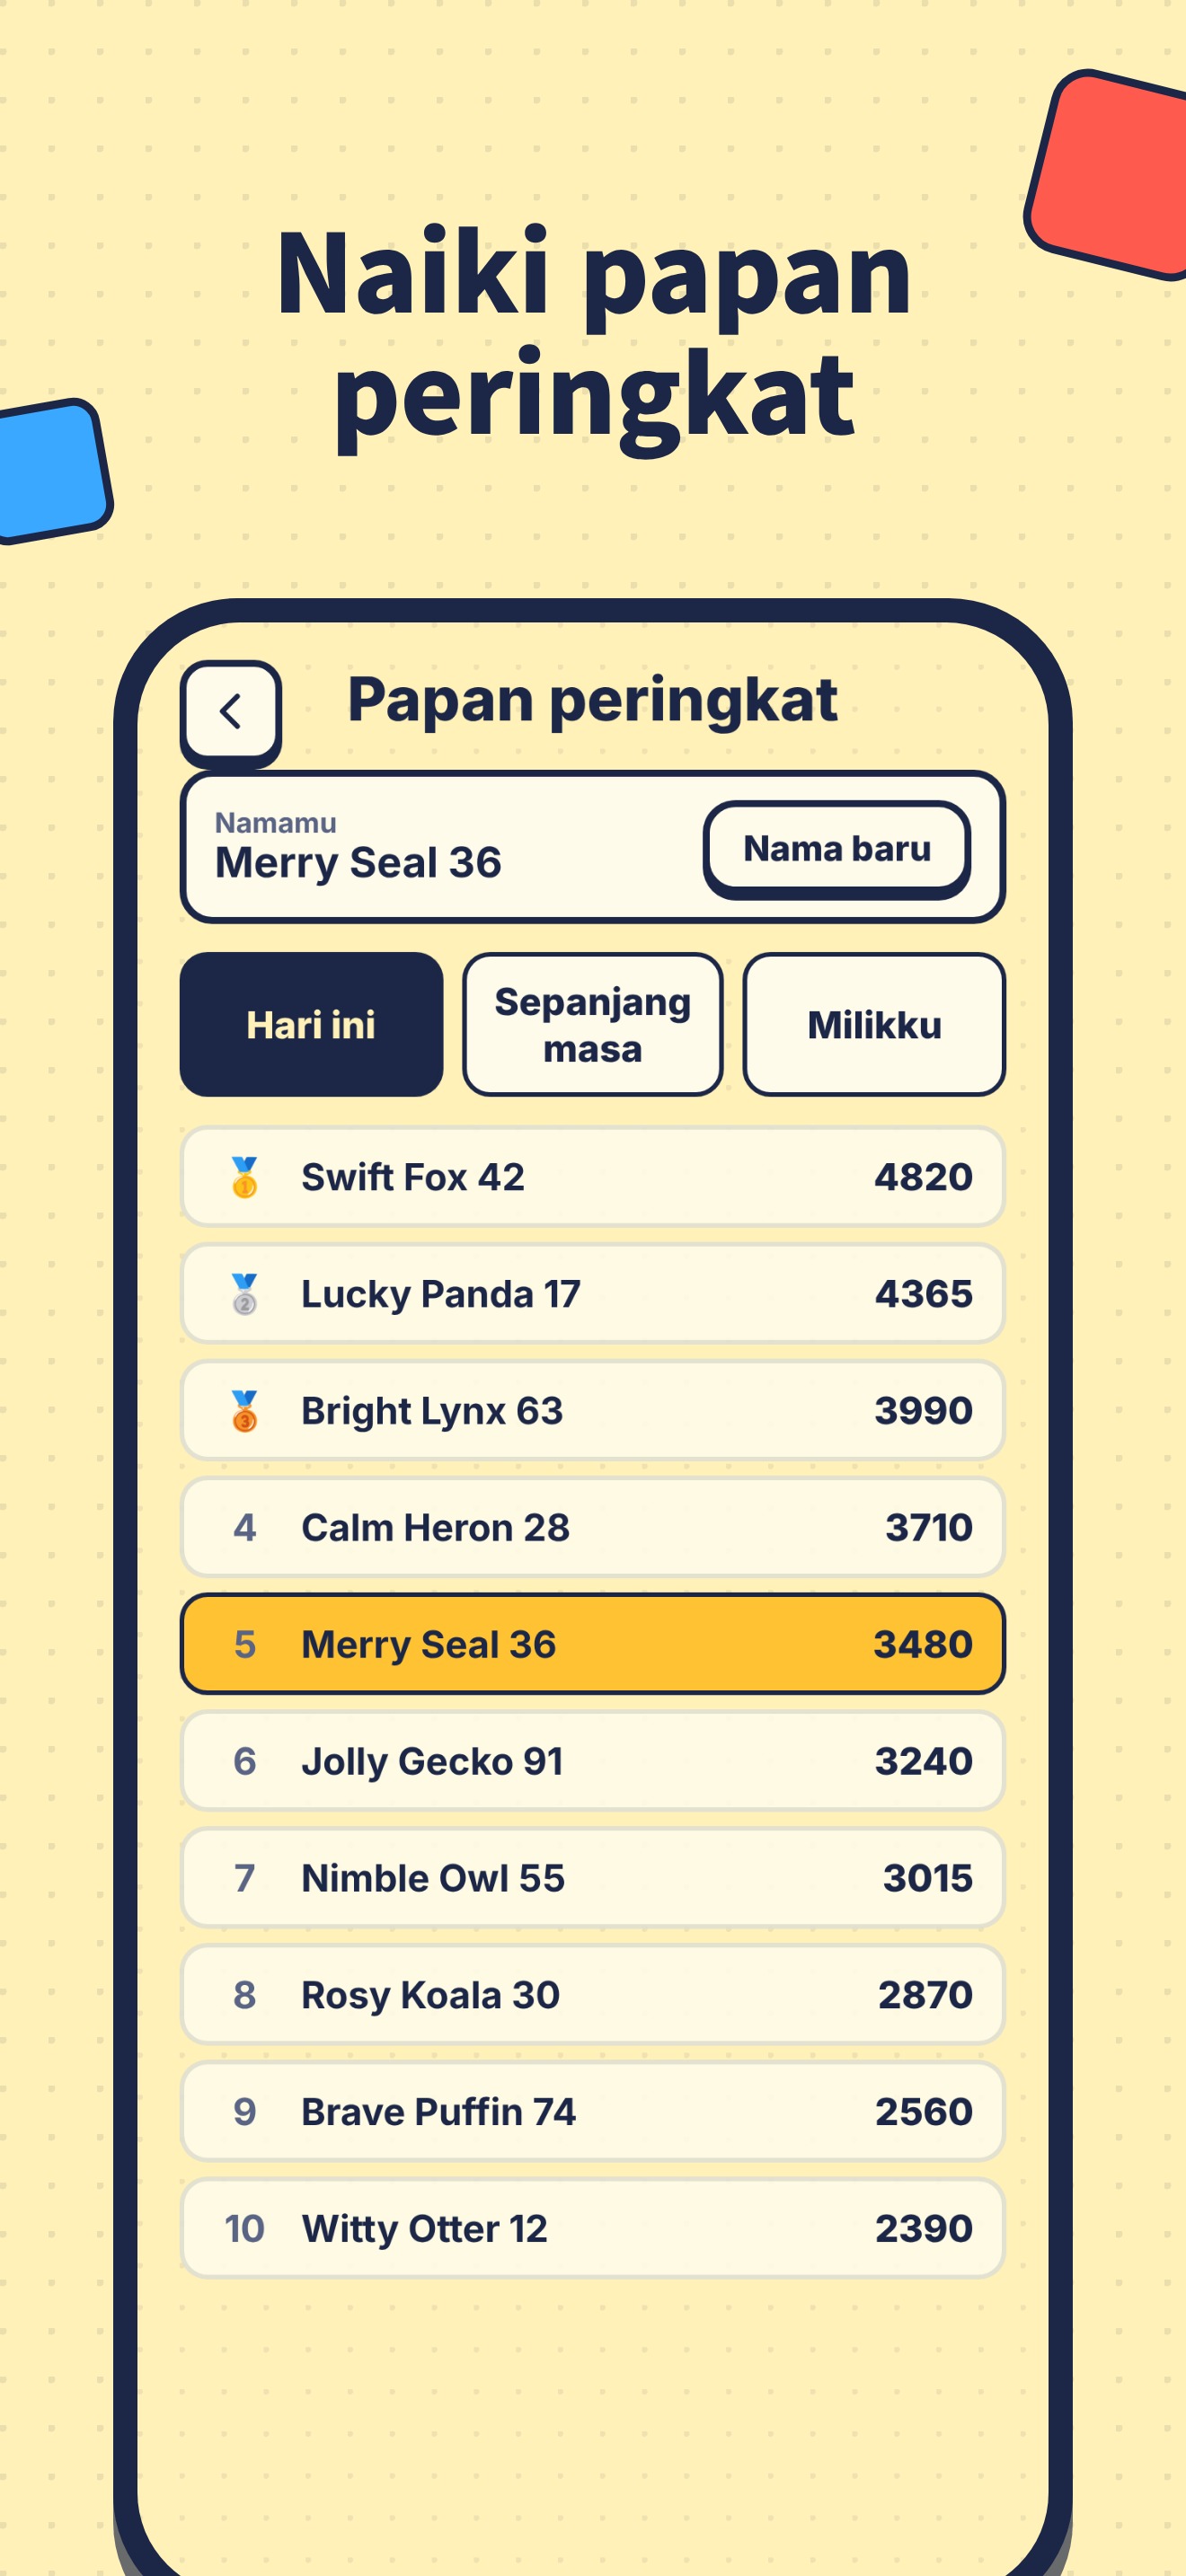 Naiki papan
peringkat
Papan peringkat
Namamu
Merry Seal 36
Nama baru
Hari ini
Sepanjang
masa
Milikku
1 Swift Fox 42 4820
2 Lucky Panda 17 4365
3 Bright Lynx 63 3990
4 Calm Heron 28 3710
5 Merry Seal 36 3480
6 Jolly Gecko 91 3240
7 Nimble Owl 55 3015
8 Rosy Koala 30 2870
9 Brave Puffin 74 2560
10 Witty Otter 12 2390